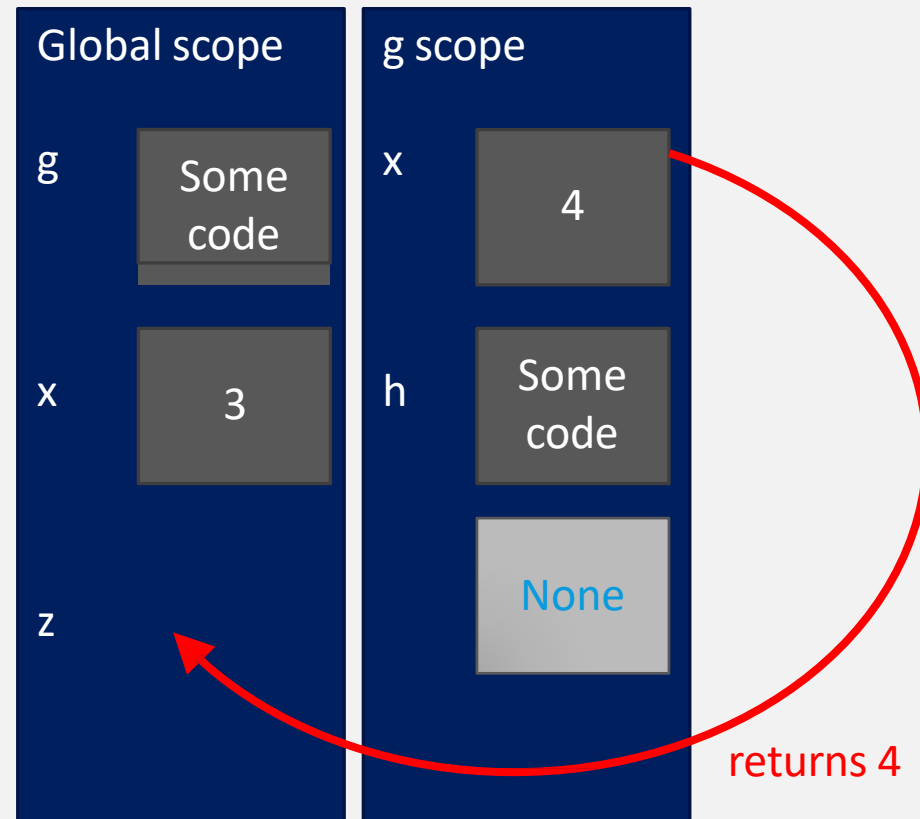 Global scope
g
Some
code
x
3
z
g scope
x
4
h
Some
code
None
returns 4